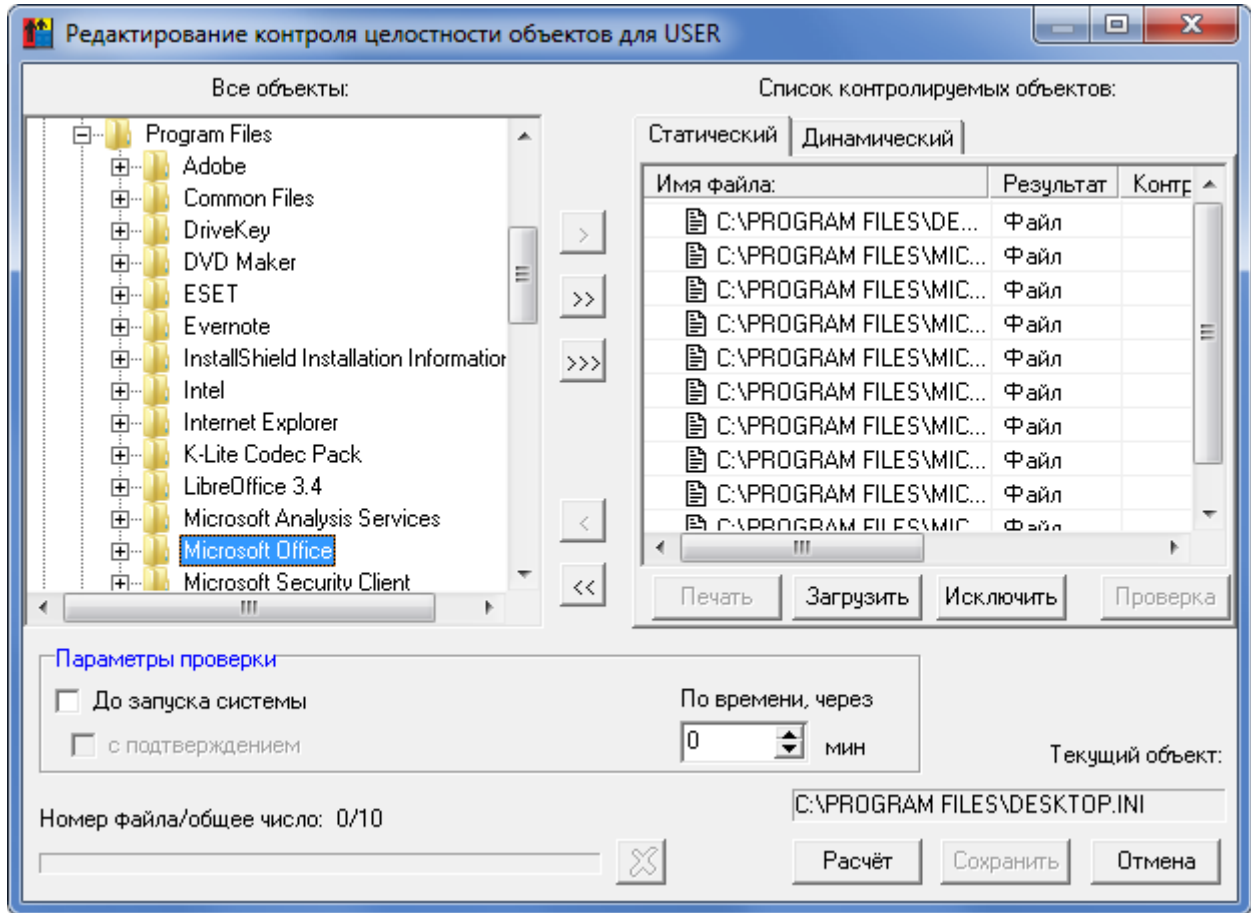 Редактирование контроля целостности объектов для USER
Все объекты:
Program Files
Adobe
Common Files
DriveKey
DVD Maker
ESET
Evernote
InstallShield Installation Information
Intel
Internet Explorer
K-Lite Codec Pack
LibreOffice 3.4
Microsoft Analysis Services
Microsoft Office
Microsoft Security Client
>
>>
>>>
<
<<
Список контролируемых объектов:
Статический Динамический
Имя файла: Результат Контр
C:\PROGRAM FILES\DE... Файл
C:\PROGRAM FILES\MIC... Файл
C:\PROGRAM FILES\MIC... Файл
C:\PROGRAM FILES\MIC... Файл
C:\PROGRAM FILES\MIC... Файл
C:\PROGRAM FILES\MIC... Файл
C:\PROGRAM FILES\MIC... Файл
C:\PROGRAM FILES\MIC... Файл
C:\PROGRAM FILES\MIC... Файл
C:\PROGRAM FILES\MIC... Файл
Печать Загрузить Исключить Проверка
Параметры проверки
До запуска системы
с подтверждением
По времени, через
0 мин
Текущий объект:
C:\PROGRAM FILES\DESKTOP.INI
Номер файла/общее число: 0/10
Расчёт Сохранить Отмена